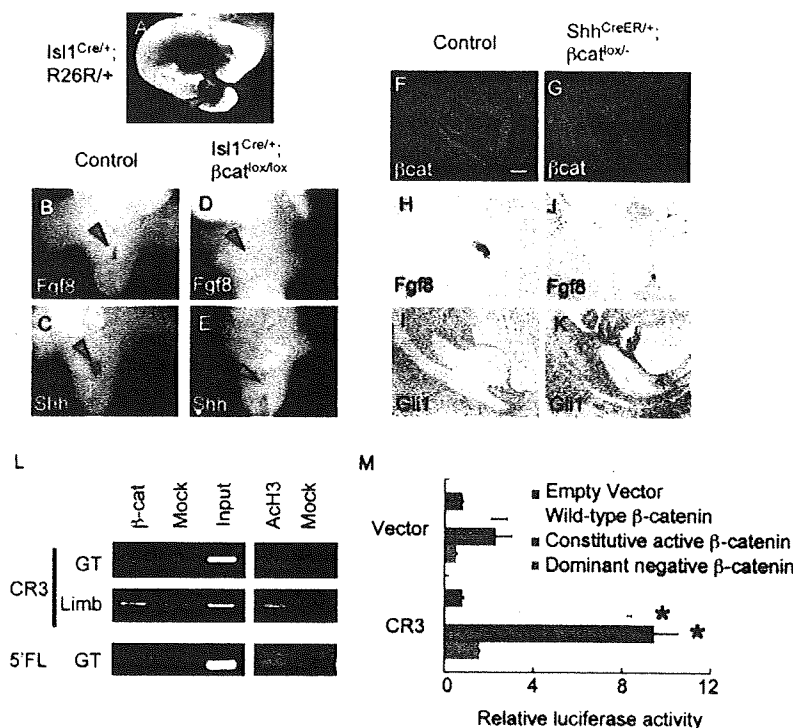 A
Isl1Cre/+;
R26R/+
Control
Isl1Cre/+;
βcatlox/lox
B
Fgf8
D
Fgf8
C
Shh
E
Shh
Control
ShhCreER/+;
βcatlox/-
F
βcat
G
βcat
H
Fgf8
J
Fgf8
I
Gli1
K
Gli1
L
β-cat
Mock
Input
AcH3
Mock
CR3
GT
Limb
5'FL
GT
M
Vector
CR3
Empty Vector
Wild-type β-catenin
Constitutive active β-catenin
Dominant negative β-catenin
*
*
0
4
8
12
Relative luciferase activity